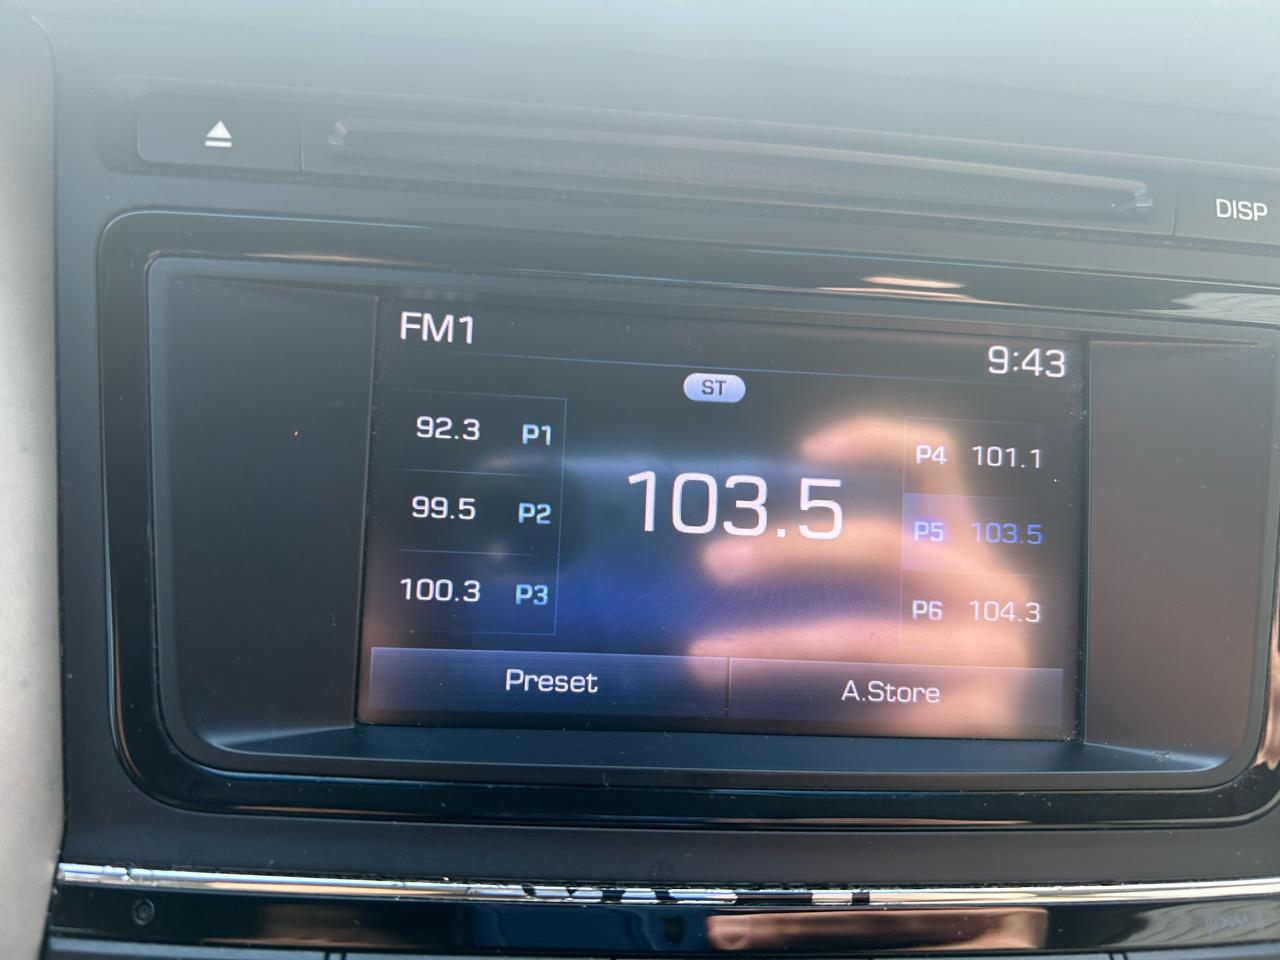 DISP
FM1
9:43
ST
92.3 P1
99.5 P2
100.3 P3
103.5
P4 101.1
P5 103.5
P6 104.3
Preset
A.Store